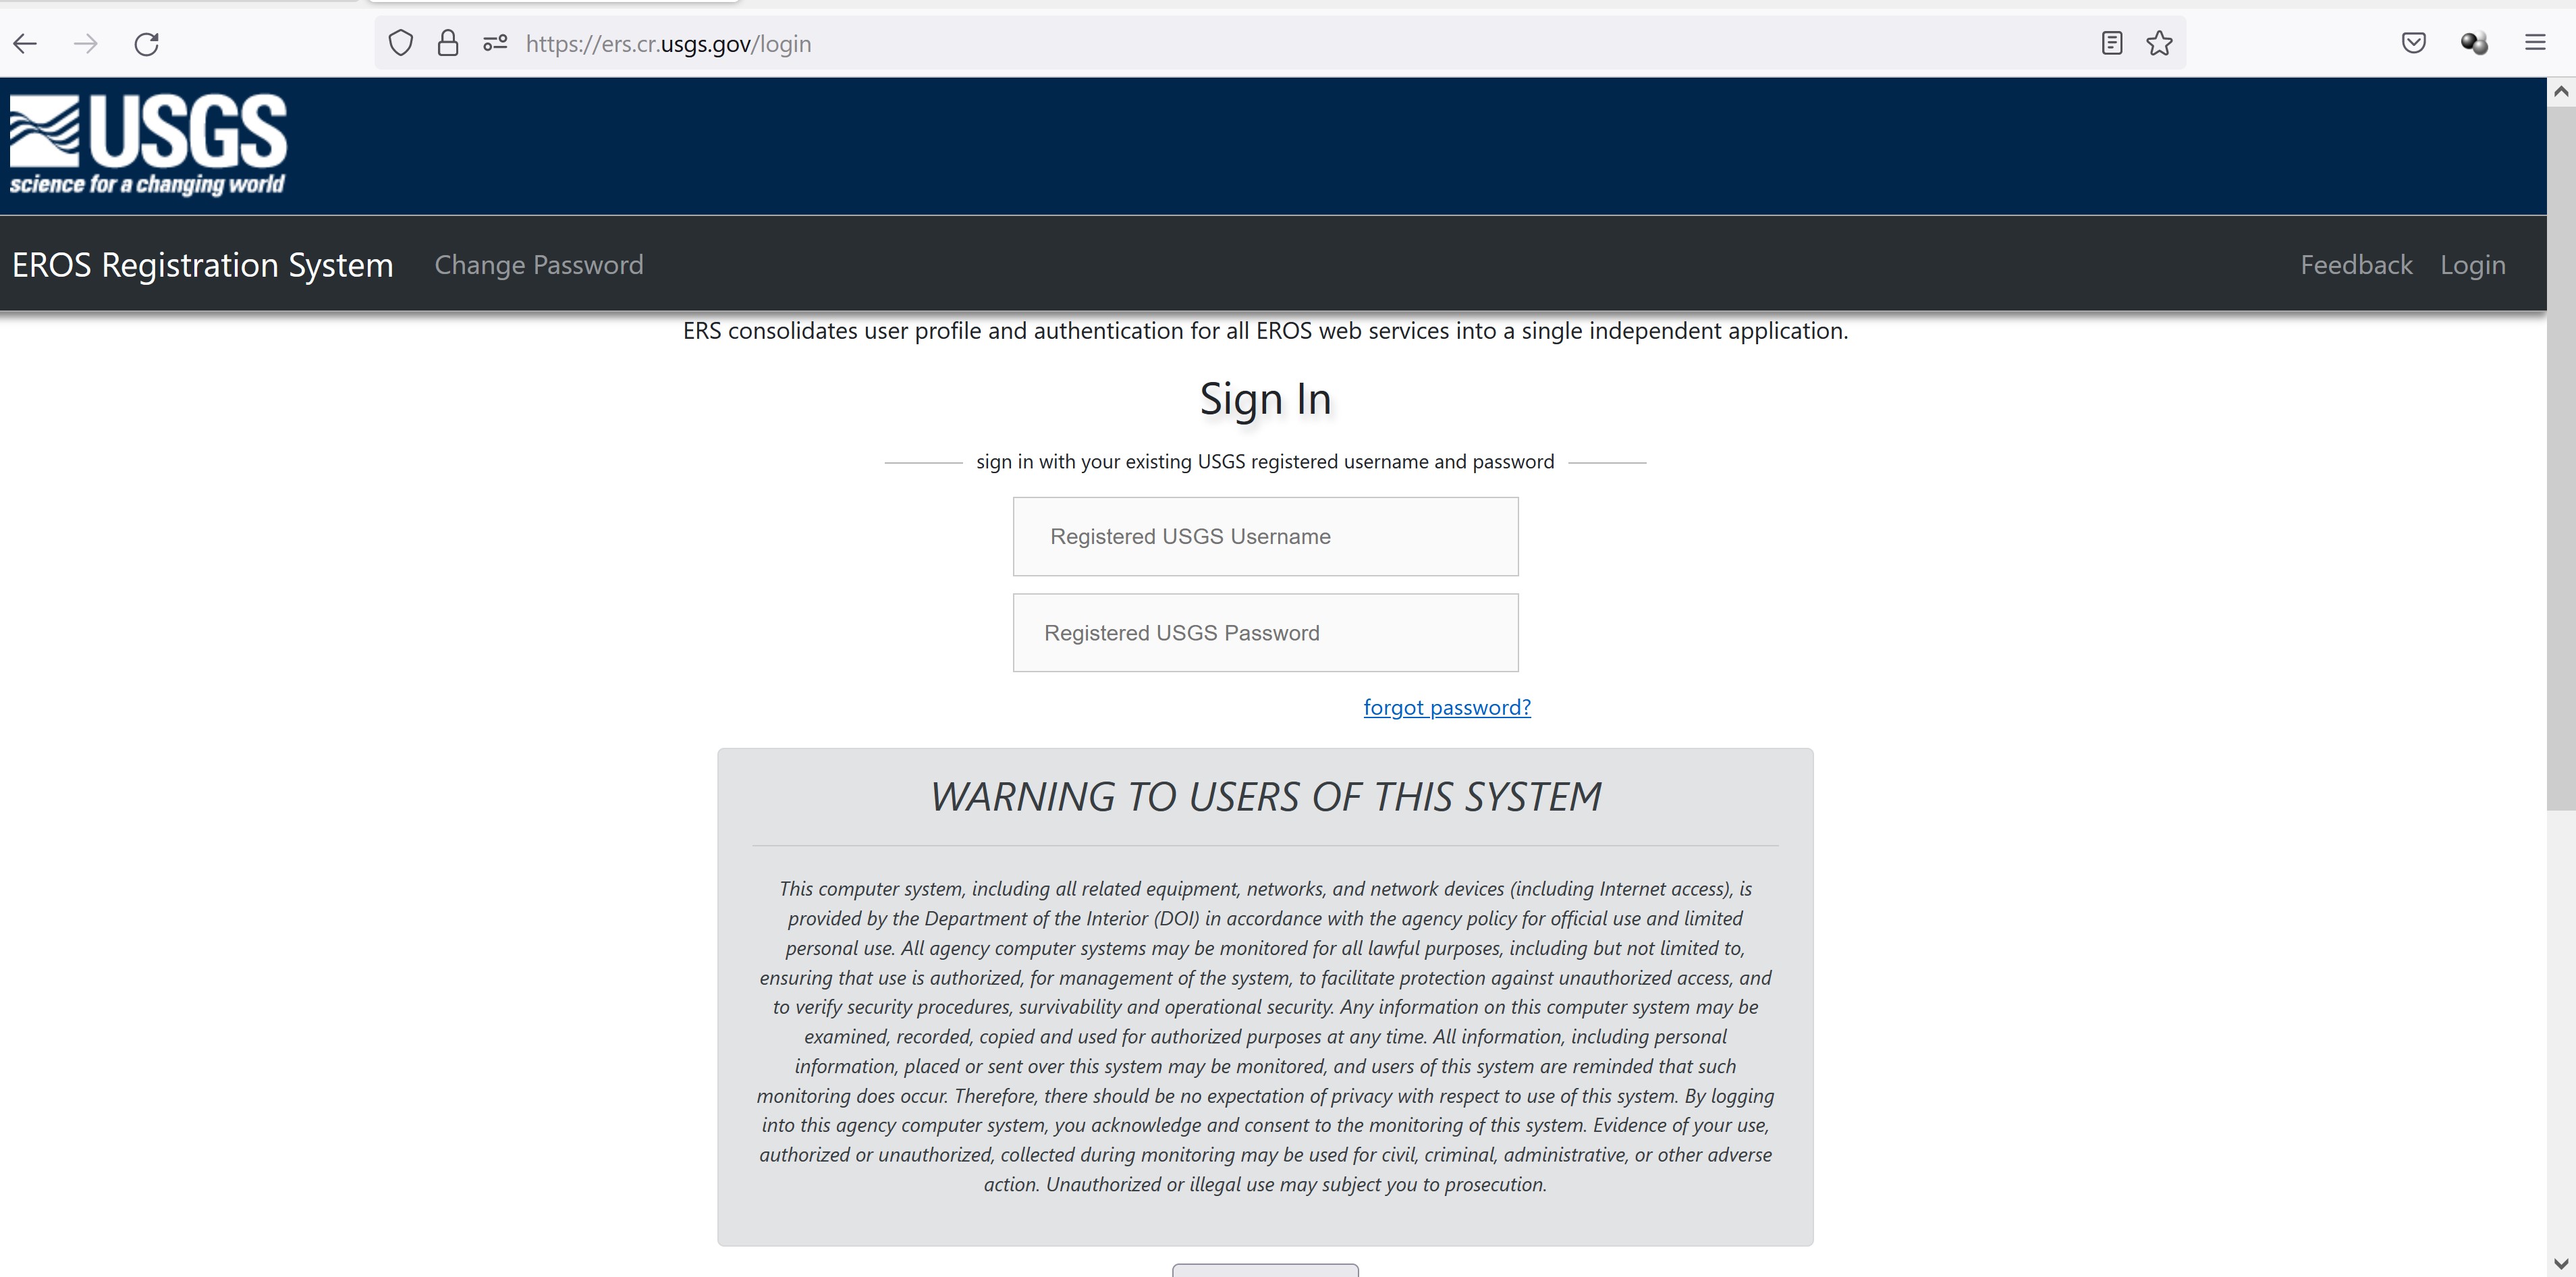 https://ers.cr.usgs.gov/login
USGS
science for a changing world
EROS Registration System Change Password Feedback Login
ERS consolidates user profile and authentication for all EROS web services into a single independent application.
Sign In
sign in with your existing USGS registered username and password
Registered USGS Username
Registered USGS Password
forgot password?
WARNING TO USERS OF THIS SYSTEM
This computer system, including all related equipment, networks, and network devices (including Internet access), is
provided by the Department of the Interior (DOI) in accordance with the agency policy for official use and limited
personal use. All agency computer systems may be monitored for all lawful purposes, including but not limited to,
ensuring that use is authorized, for management of the system, to facilitate protection against unauthorized access, and
to verify security procedures, survivability and operational security. Any information on this computer system may be
examined, recorded, copied and used for authorized purposes at any time. All information, including personal
information, placed or sent over this system may be monitored, and users of this system are reminded that such
monitoring does occur. Therefore, there should be no expectation of privacy with respect to use of this system. By logging
into this agency computer system, you acknowledge and consent to the monitoring of this system. Evidence of your use,
authorized or unauthorized, collected during monitoring may be used for civil, criminal, administrative, or other adverse
action. Unauthorized or illegal use may subject you to prosecution.